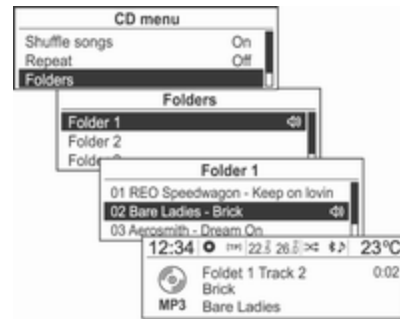 CD menu
Shuffle songs On
Repeat Off
Folders
Folders
Folder 1
Folder 2
Folder 1
01 REO Speedwagon - Keep on lovin
02 Bare Ladies - Brick
03 Aerosmith - Dream On
12:34 22.5 26.5 23°C
Foldet 1 Track 2 0:02
Brick
MP3 Bare Ladies